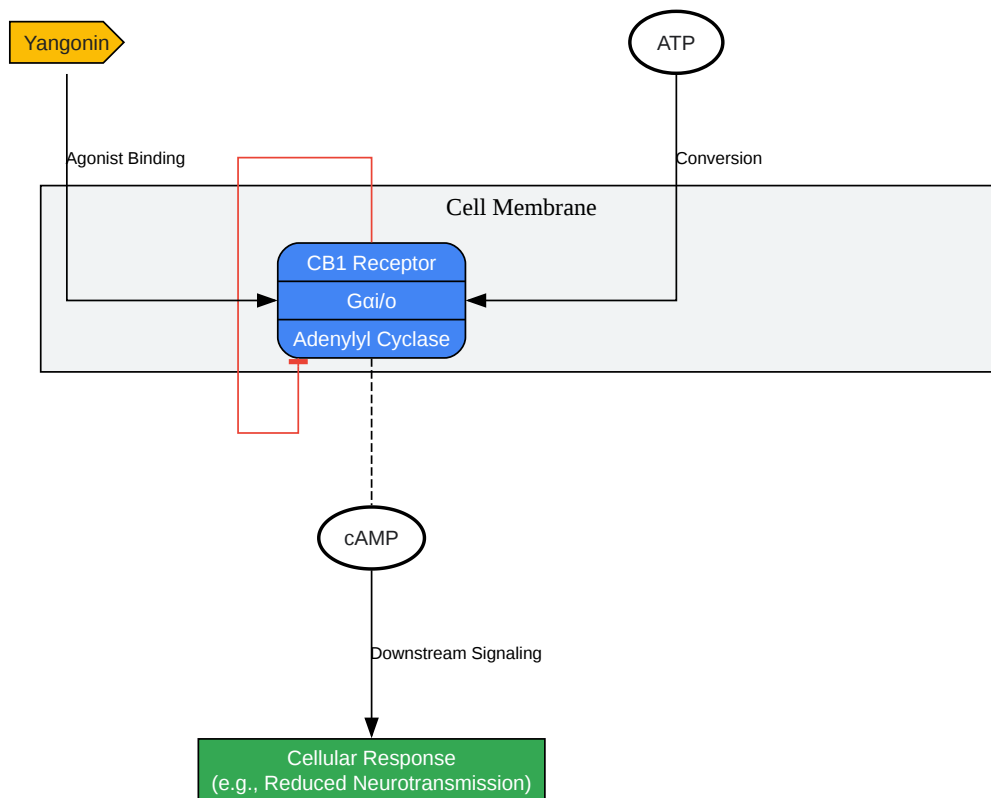 Yangonin
ATP
Agonist Binding
Conversion
Cell Membrane
CB1 Receptor
Gαi/o
Adenylyl Cyclase
cAMP
Downstream Signaling
Cellular Response
(e.g., Reduced Neurotransmission)